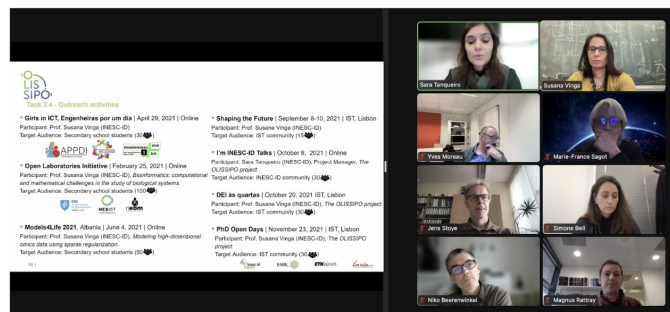 OLISSIPO
Task 3.4 - Outreach activities
Girls in ICT, Engenheiras por um dia | April 29, 2021 | Online
Participant: Prof. Susana Vinga (INESC-ID)
Target Audience: Secondary school students (30)
APPDI
Open Laboratories Initiative | February 25, 2021 | Online
Participant: Prof. Susana Vinga (INESC-ID), Bioinformatics: computational
and mathematical challenges in the study of biological systems.
Target Audience: Secondary school students (100)
MEBIST
Models4Life 2021, Albania | June 4, 2021 | Online
Participant: Prof. Susana Vinga (INESC-ID), Modeling high-dimensional
omics data using sparse regularization.
Target Audience: Secondary school students (50)
Shaping the Future | September 8-10, 2021 | IST, Lisbon
Participant: Prof. Susana Vinga (INESC-ID)
Target Audience: IST community (15)
I'm INESC-ID Talks | October 8, 2021 | Online
Participant: Sara Tanqueiro (INESC-ID), Project Manager, The
OLISSIPO project.
Target Audience: INESC-ID community (30)
DEI às quartas | October 20, 2021 IST, Lisbon
Participant: Prof. Susana Vinga (INESC-ID), The OLISSIPO project
Target Audience: IST community (30)
PhD Open Days | November 23, 2021 | IST, Lisbon
Participant: Prof. Susana Vinga (INESC-ID), The OLISSIPO
project
Target Audience: IST community (30)
inesc id
EMBL
ETH zürich
Inria
Sara Tanqueiro
Susana Vinga
Yves Moreau
Marie-France Sagot
Jens Stoye
Simone Bell
Niko Beerenwinkel
Magnus Rattray